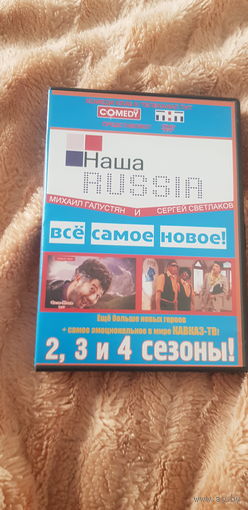 COMEDY
ТНТ
Наша
RUSSIA
МИХАИЛ ГАЛУСТЯН И СЕРГЕЙ СВЕТЛАКОВ
всё самое новое!
Ещё больше новых героев
+ самое эмоциональное в мире КАВКАЗ-ТВ!
2, 3 и 4 сезоны!